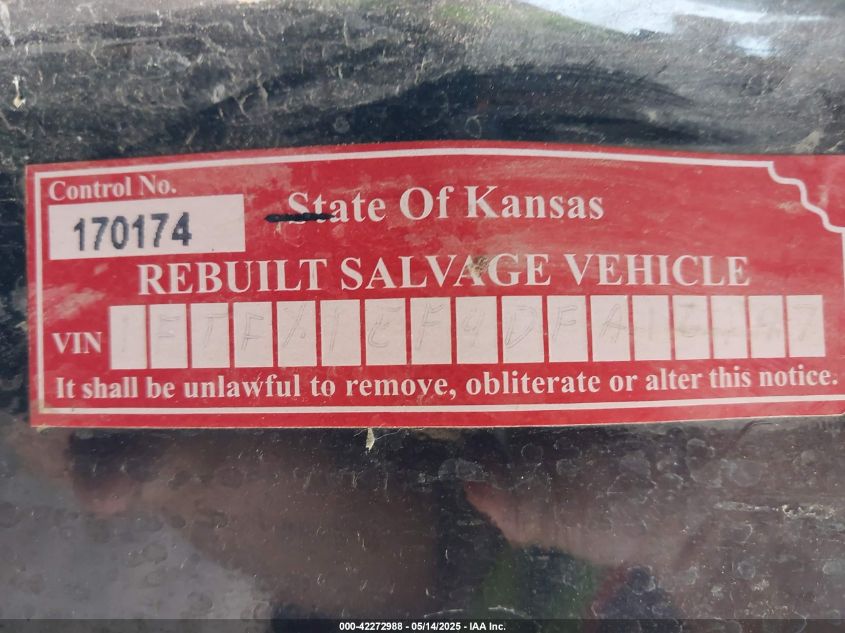 Control No.
170174
State Of Kansas
REBUILT SALVAGE VEHICLE
VIN
It shall be unlawful to remove, obliterate or alter this notice.
000-42272988 - 05/14/2025 - IAA Inc.